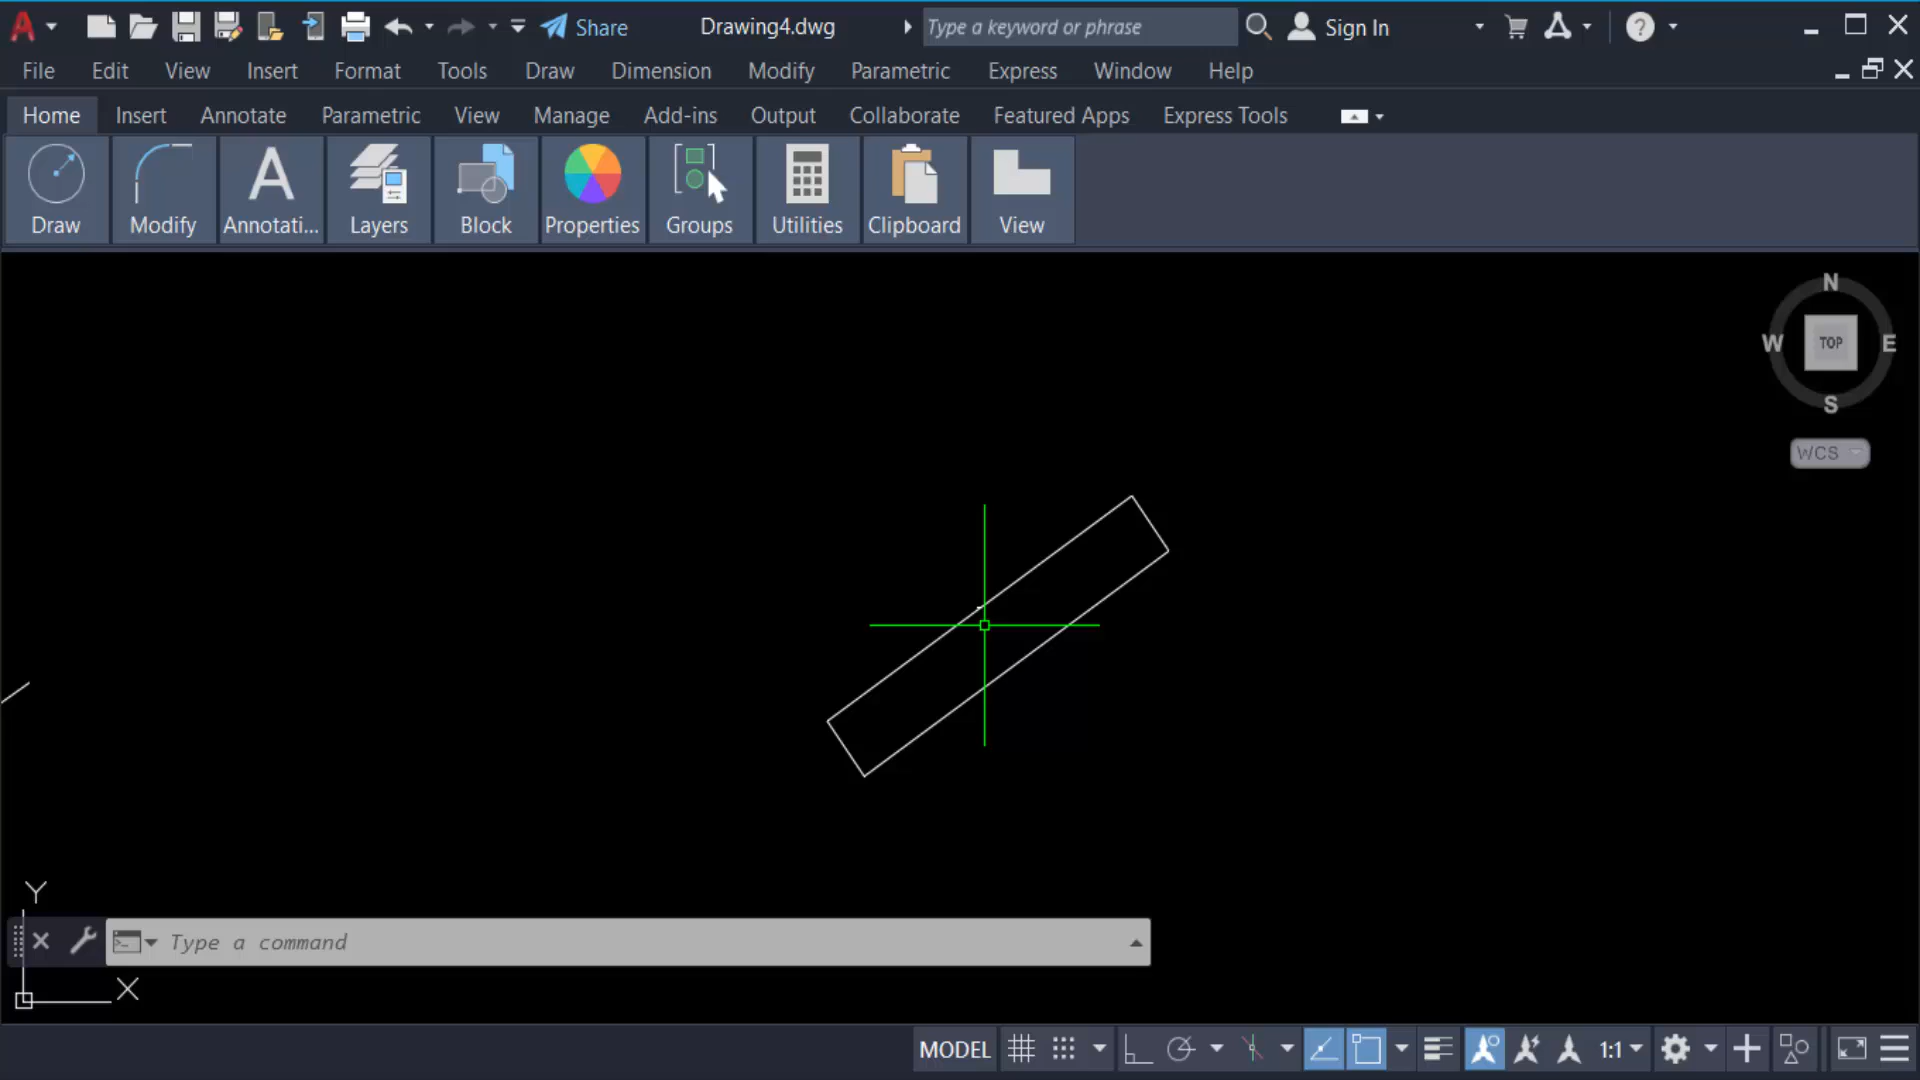 Share Drawing4.dwg Type a keyword or phrase Sign In
File Edit View Insert Format Tools Draw Dimension Modify Parametric Express Window Help
Home Insert Annotate Parametric View Manage Add-ins Output Collaborate Featured Apps Express Tools
Draw Modify Annotati... Layers Block Properties Groups Utilities Clipboard View
N
W TOP E
S
WCS
Y
Type a command
X
MODEL 1:1